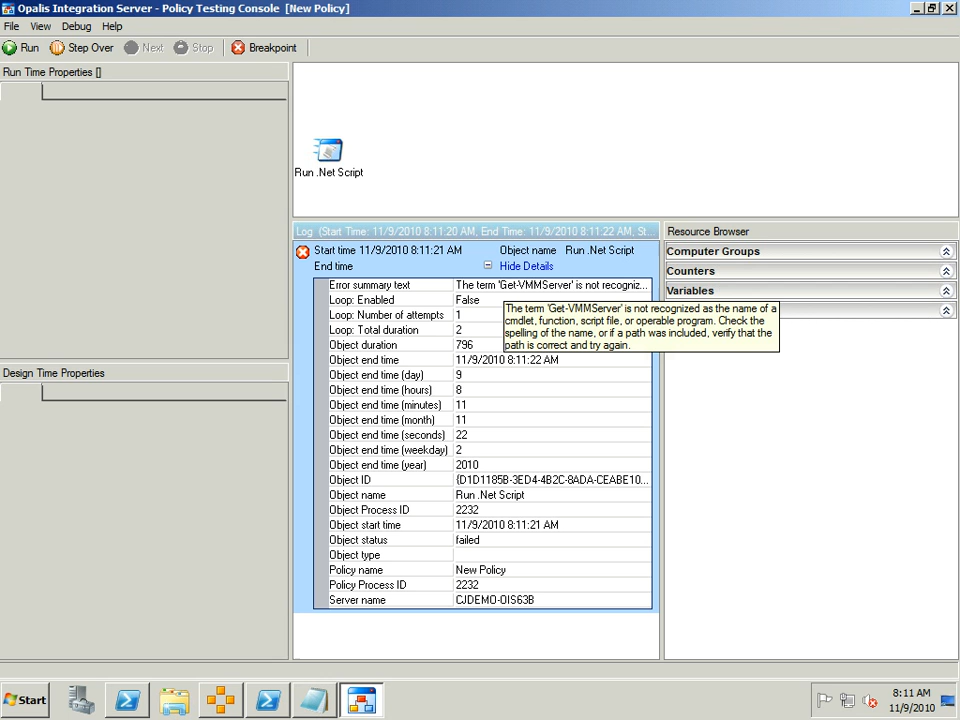 Opalis Integration Server - Policy Testing Console [New Policy]
File View Debug Help
Run Step Over Next Stop Breakpoint
Run Time Properties []
Run .Net Script
Log (Start Time: 11/9/2010 8:11:20 AM, End Time: 11/9/2010 8:11:22 AM, St...
Start time 11/9/2010 8:11:21 AM Object name Run .Net Script
End time Hide Details
Error summary text The term 'Get-VMMServer' is not recogniz...
Loop: Enabled False
Loop: Number of attempts 1
Loop: Total duration 2
Object duration 796
Object end time 11/9/2010 8:11:22 AM
Object end time (day) 9
Object end time (hours) 8
Object end time (minutes) 11
Object end time (month) 11
Object end time (seconds) 22
Object end time (weekday) 2
Object end time (year) 2010
Object ID {D1D1185B-3ED4-4B2C-8ADA-CEABE10...
Object name Run .Net Script
Object Process ID 2232
Object start time 11/9/2010 8:11:21 AM
Object status failed
Object type
Policy name New Policy
Policy Process ID 2232
Server name CJDEMO-OIS63B
The term 'Get-VMMServer' is not recognized as the name of a
cmdlet, function, script file, or operable program. Check the
spelling of the name, or if a path was included, verify that the
path is correct and try again.
Resource Browser
Computer Groups
Counters
Variables
Design Time Properties
Start
8:11 AM
11/9/2010